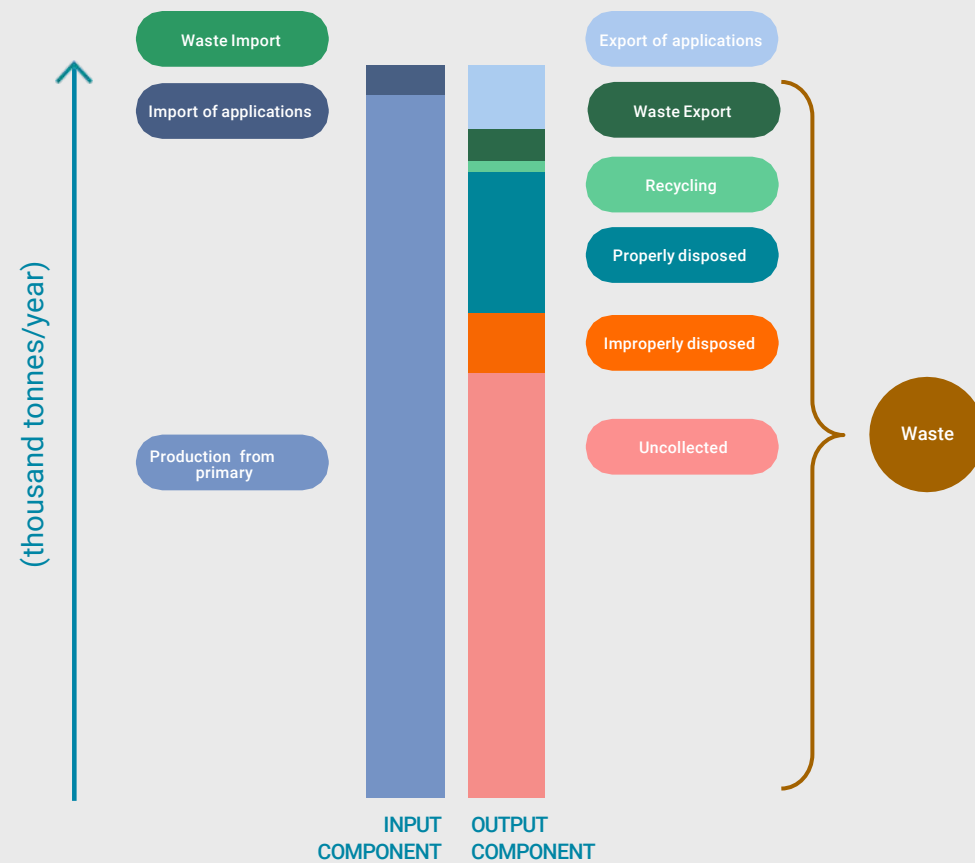 Waste Import
Import of applications
(thousand tonnes/year)
Production from
primary
Export of applications
Waste Export
Recycling
Properly disposed
Improperly disposed
Uncollected
Waste
INPUT
COMPONENT
OUTPUT
COMPONENT